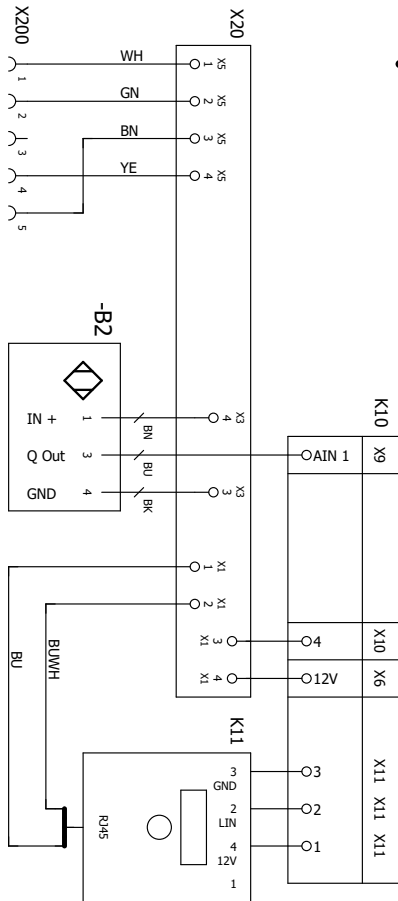 X200
X20
WH
1
1 X5
GN
2
2 X5
BN
3
3 X5
YE
4
4 X5
5
-B2
K10
IN +
1
BN
4 X3
Q Out
3
BU
AIN 1
X9
GND
4
BK
3 X3
1 X1
2 X1
X1 3
4
X10
X1 4
12V
X6
BU
BUWH
K11
RJ45
3
GND
3
X11
2
LIN
2
X11
4
12V
1
X11
1